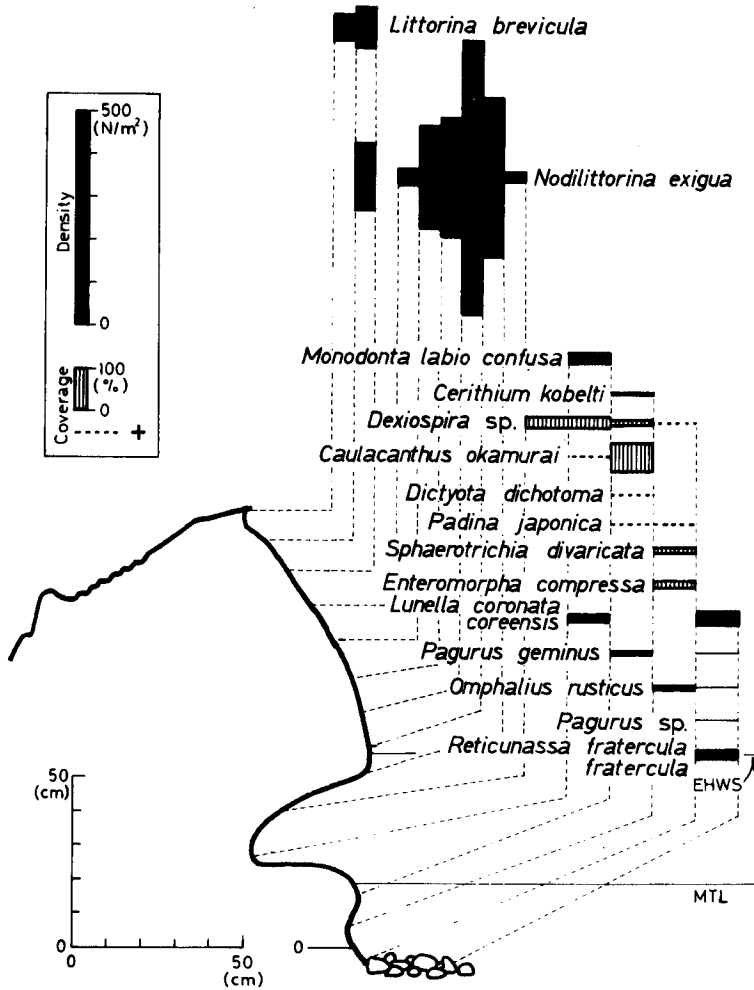 Littorina brevicula
500
(N/m²)
Density
0
100
(%)
0
Coverage
+
Nodilittorina exigua
Monodonta labio confusa
Cerithium kobelti
Dexiospira sp.
Caulacanthus okamurai
Dictyota dichotoma
Padina japonica
Sphaerotrichia divaricata
Enteromorpha compressa
Lunella coronata
coreensis
Pagurus geminus
Omphalius rusticus
Pagurus sp.
Reticunassa fratercula
fratercula
EHWS
50
(cm)
MTL
0
0
0
50
(cm)